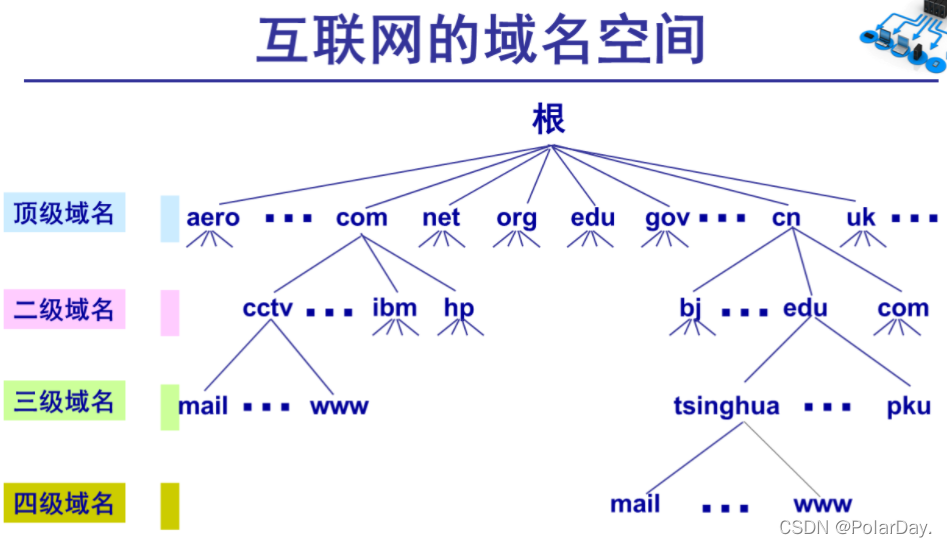 互联网的域名空间
根
顶级域名 aero ... com net org edu gov ... cn uk ...
二级域名 cctv ... ibm hp bj ... edu com
三级域名 mail ... www tsinghua ... pku
四级域名 mail ... www
CSDN @PolarDay.